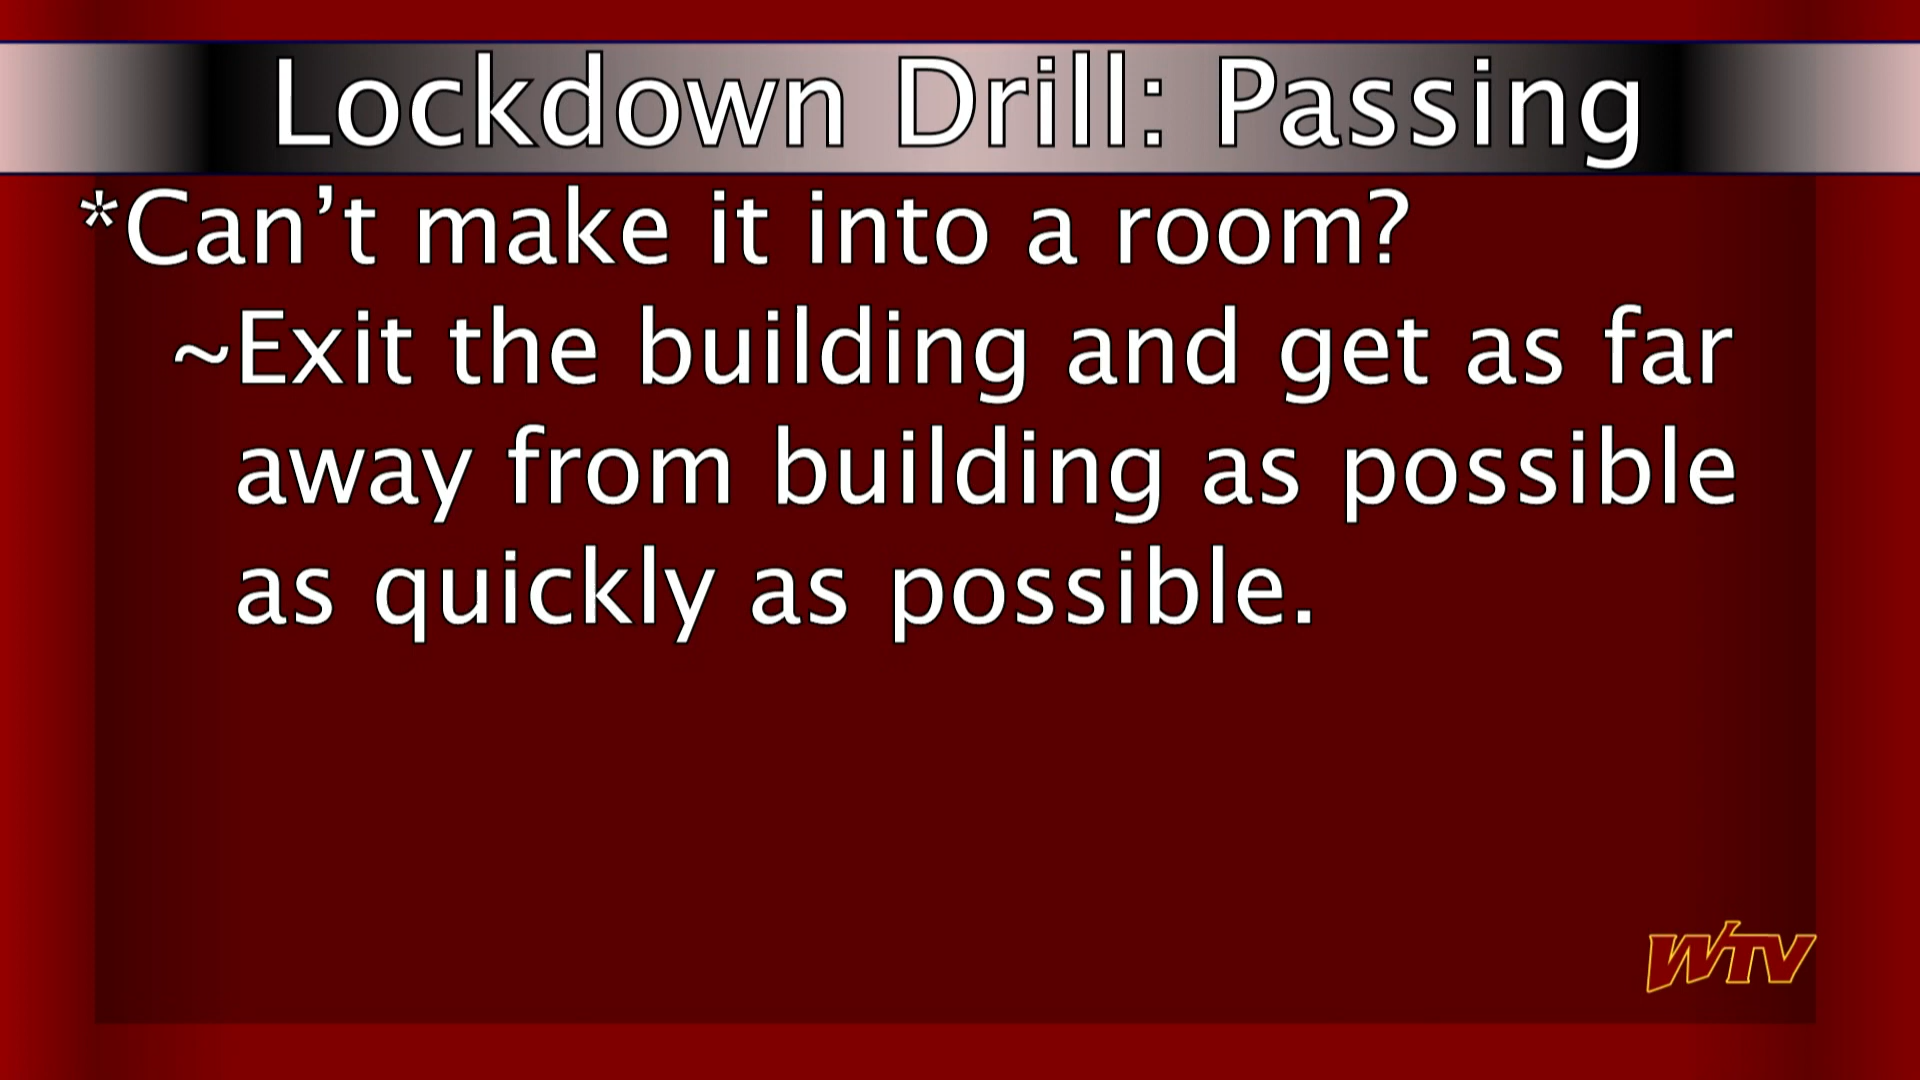 Lockdown Drill: Passing
*Can’t make it into a room?
~Exit the building and get as far
away from building as possible
as quickly as possible.
WTV